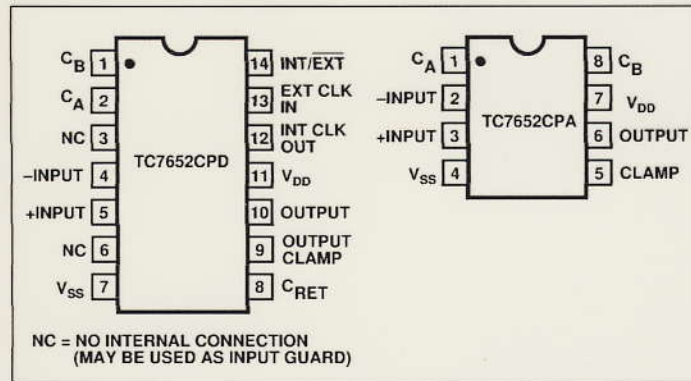 C_B 1
C_A 2
NC 3
–INPUT 4
+INPUT 5
NC 6
V_SS 7
TC7652CPD
14 INT/EXT
13 EXT CLK
IN
12 INT CLK
OUT
11 V_DD
10 OUTPUT
9 OUTPUT
CLAMP
8 C_RET
C_A 1
–INPUT 2
+INPUT 3
V_SS 4
TC7652CPA
8 C_B
7 V_DD
6 OUTPUT
5 CLAMP
NC = NO INTERNAL CONNECTION
(MAY BE USED AS INPUT GUARD)